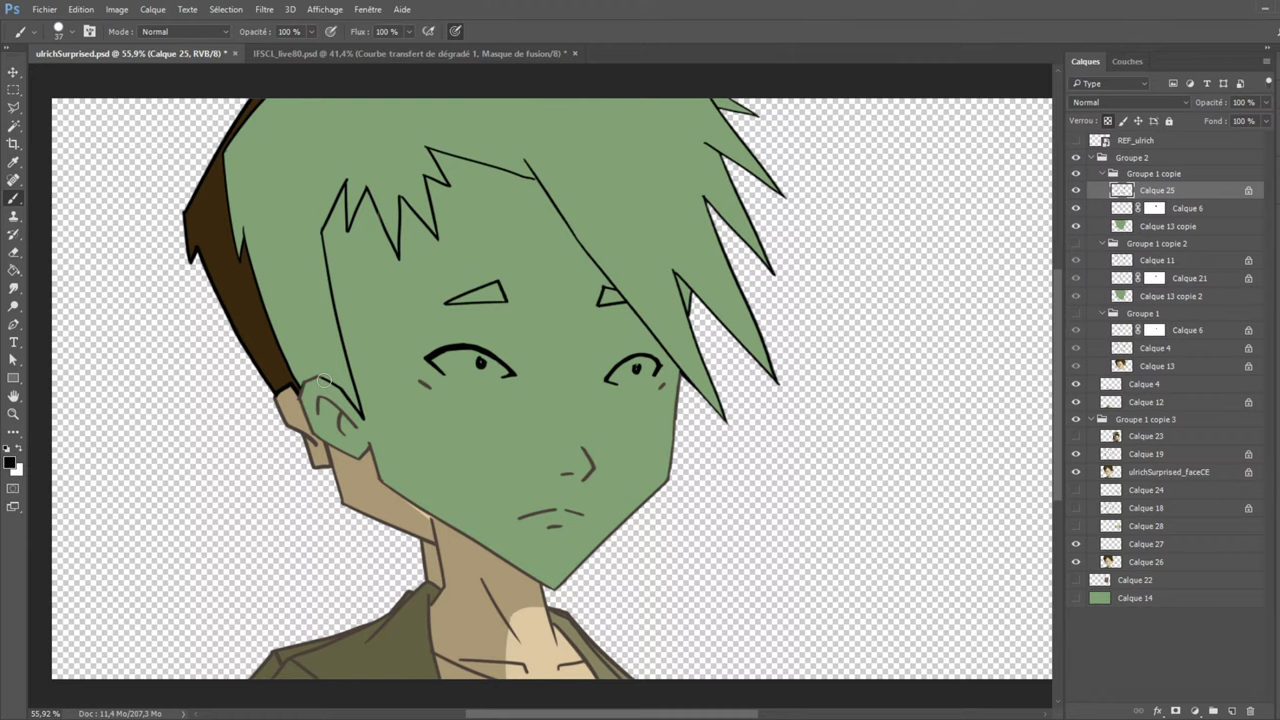 Ps Fichier Edition Image Calque Texte Sélection Filtre 3D Affichage Fenêtre Aide
37 Mode : Normal Opacité : 100 % Flux : 100 %
ulrichSurprised.psd @ 55,9% (Calque 25, RVB/8) * × IFSCL_live80.psd @ 41,4% (Courbe transfert de dégradé 1, Masque de fusion/8) * ×
Calques Couches
Type
Normal Opacité : 100 %
Verrou : Fond : 100 %
REF_ulrich
Groupe 2
Groupe 1 copie
Calque 25
Calque 6
Calque 13 copie
Groupe 1 copie 2
Calque 11
Calque 21
Calque 13 copie 2
Groupe 1
Calque 6
Calque 4
Calque 13
Calque 4
Calque 12
Groupe 1 copie 3
Calque 23
Calque 19
ulrichSurprised_faceCE
Calque 24
Calque 18
Calque 28
Calque 27
Calque 26
Calque 22
Calque 14
55,92 % Doc : 11,4 Mo/207,3 Mo